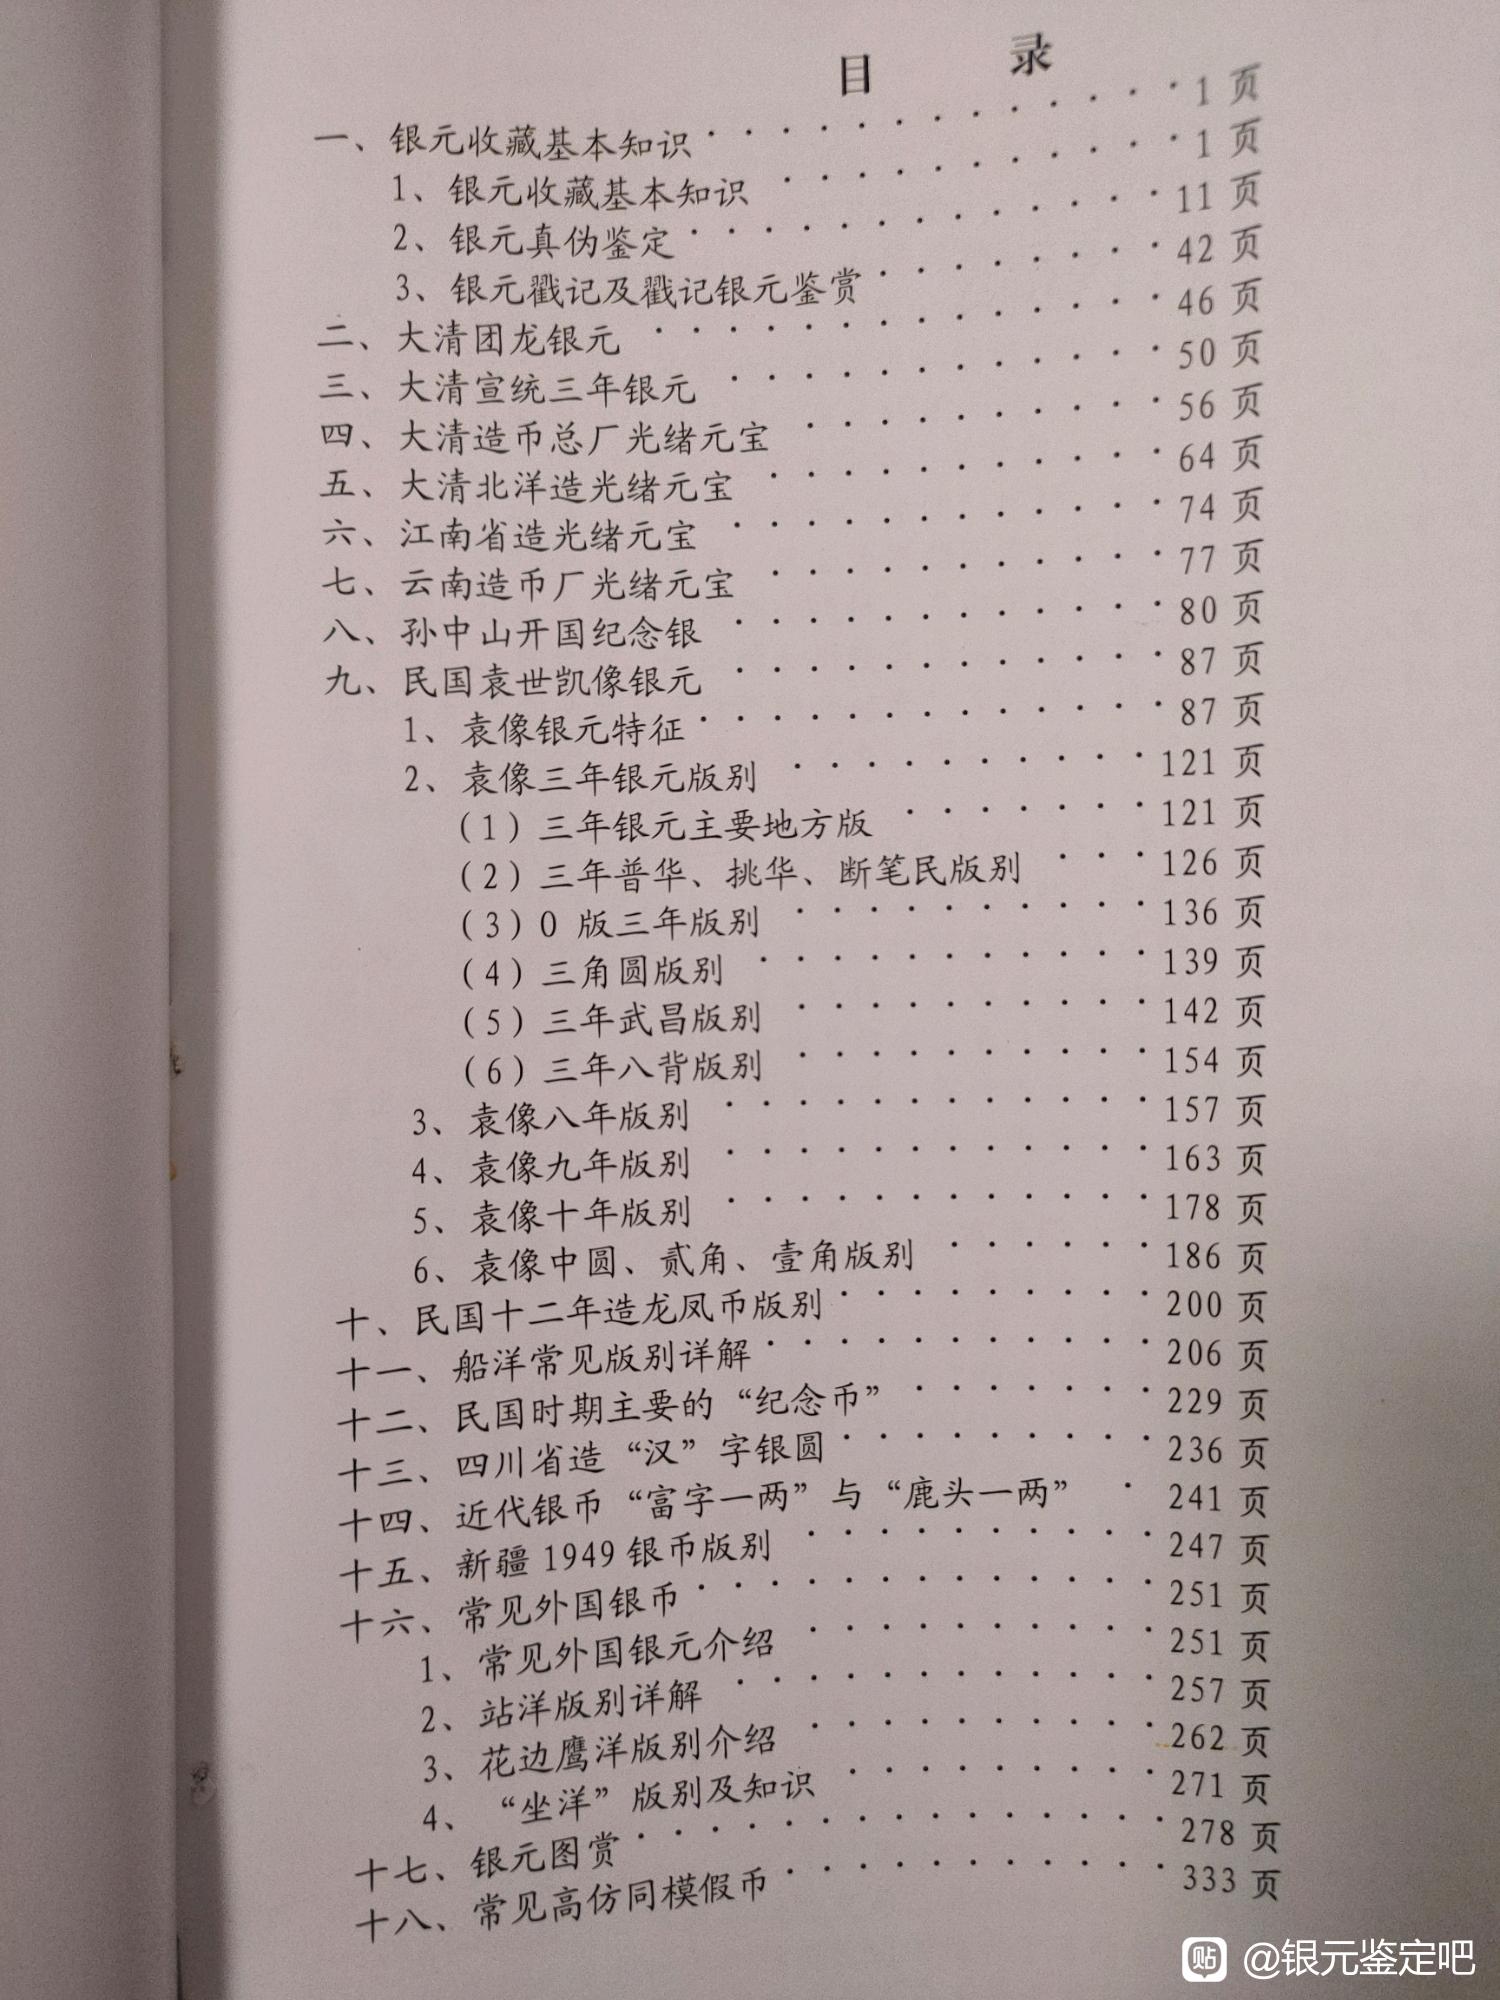 目 录
一、银元收藏基本知识·············1 页
1、银元收藏基本知识···········1 页
2、银元真伪鉴定·············11 页
3、银元戳记及戳记银元鉴赏········42 页
二、大清团龙银元··············46 页
三、大清宣统三年银元············50 页
四、大清造币总厂光绪元宝··········56 页
五、大清北洋造光绪元宝···········64 页
六、江南省造光绪元宝············74 页
七、云南造币厂光绪元宝···········77 页
八、孙中山开国纪念银············80 页
九、民国袁世凯像银元············87 页
1、袁像银元特征·············87 页
2、袁像三年银元版别··········121 页
(1)三年银元主要地方版·······121 页
(2)三年普华、挑华、断笔民版别···126 页
(3)O 版三年版别··········136 页
(4)三角圆版别···········139 页
(5)三年武昌版别··········142 页
(6)三年八背版别··········154 页
3、袁像八年版别············157 页
4、袁像九年版别············163 页
5、袁像十年版别············178 页
6、袁像中圆、贰角、壹角版别······186 页
十、民国十二年造龙凤币版别·········200 页
十一、船洋常见版别详解···········206 页
十二、民国时期主要的“纪念币”·······229 页
十三、四川省造“汉”字银圆·········236 页
十四、近代银币“富字一两”与“鹿头一两”·241 页
十五、新疆 1949 银币版别··········247 页
十六、常见外国银币·············251 页
1、常见外国银元介绍··········251 页
2、站洋版别详解············257 页
3、花边鹰洋版别介绍··········262 页
4、“坐洋”版别及知识·········271 页
十七、银元图赏···············278 页
十八、常见高仿同模假币···········333 页
贴 @银元鉴定吧